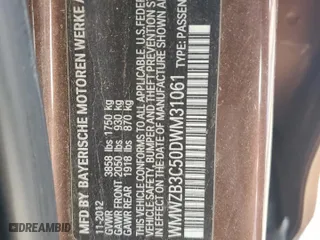 MFD BY BAYERISCHE MOTOREN WERKE A
11-2012
GVWR 3858 lbs 1750 kg
GAWR FRONT 2050 lbs 930 kg
GAWR REAR 1918 lbs 870 kg
THIS VEHICLE CONFORMS TO ALL APPLICABLE U.S. FEDER
SAFETY, BUMPER, AND THEFT PREVENTION S
IN EFFECT ON THE DATE OF MANUFACTURE SHOWN AB
WMWZB3C50DWM31061
TYPE: PASSEN
DREAMBID